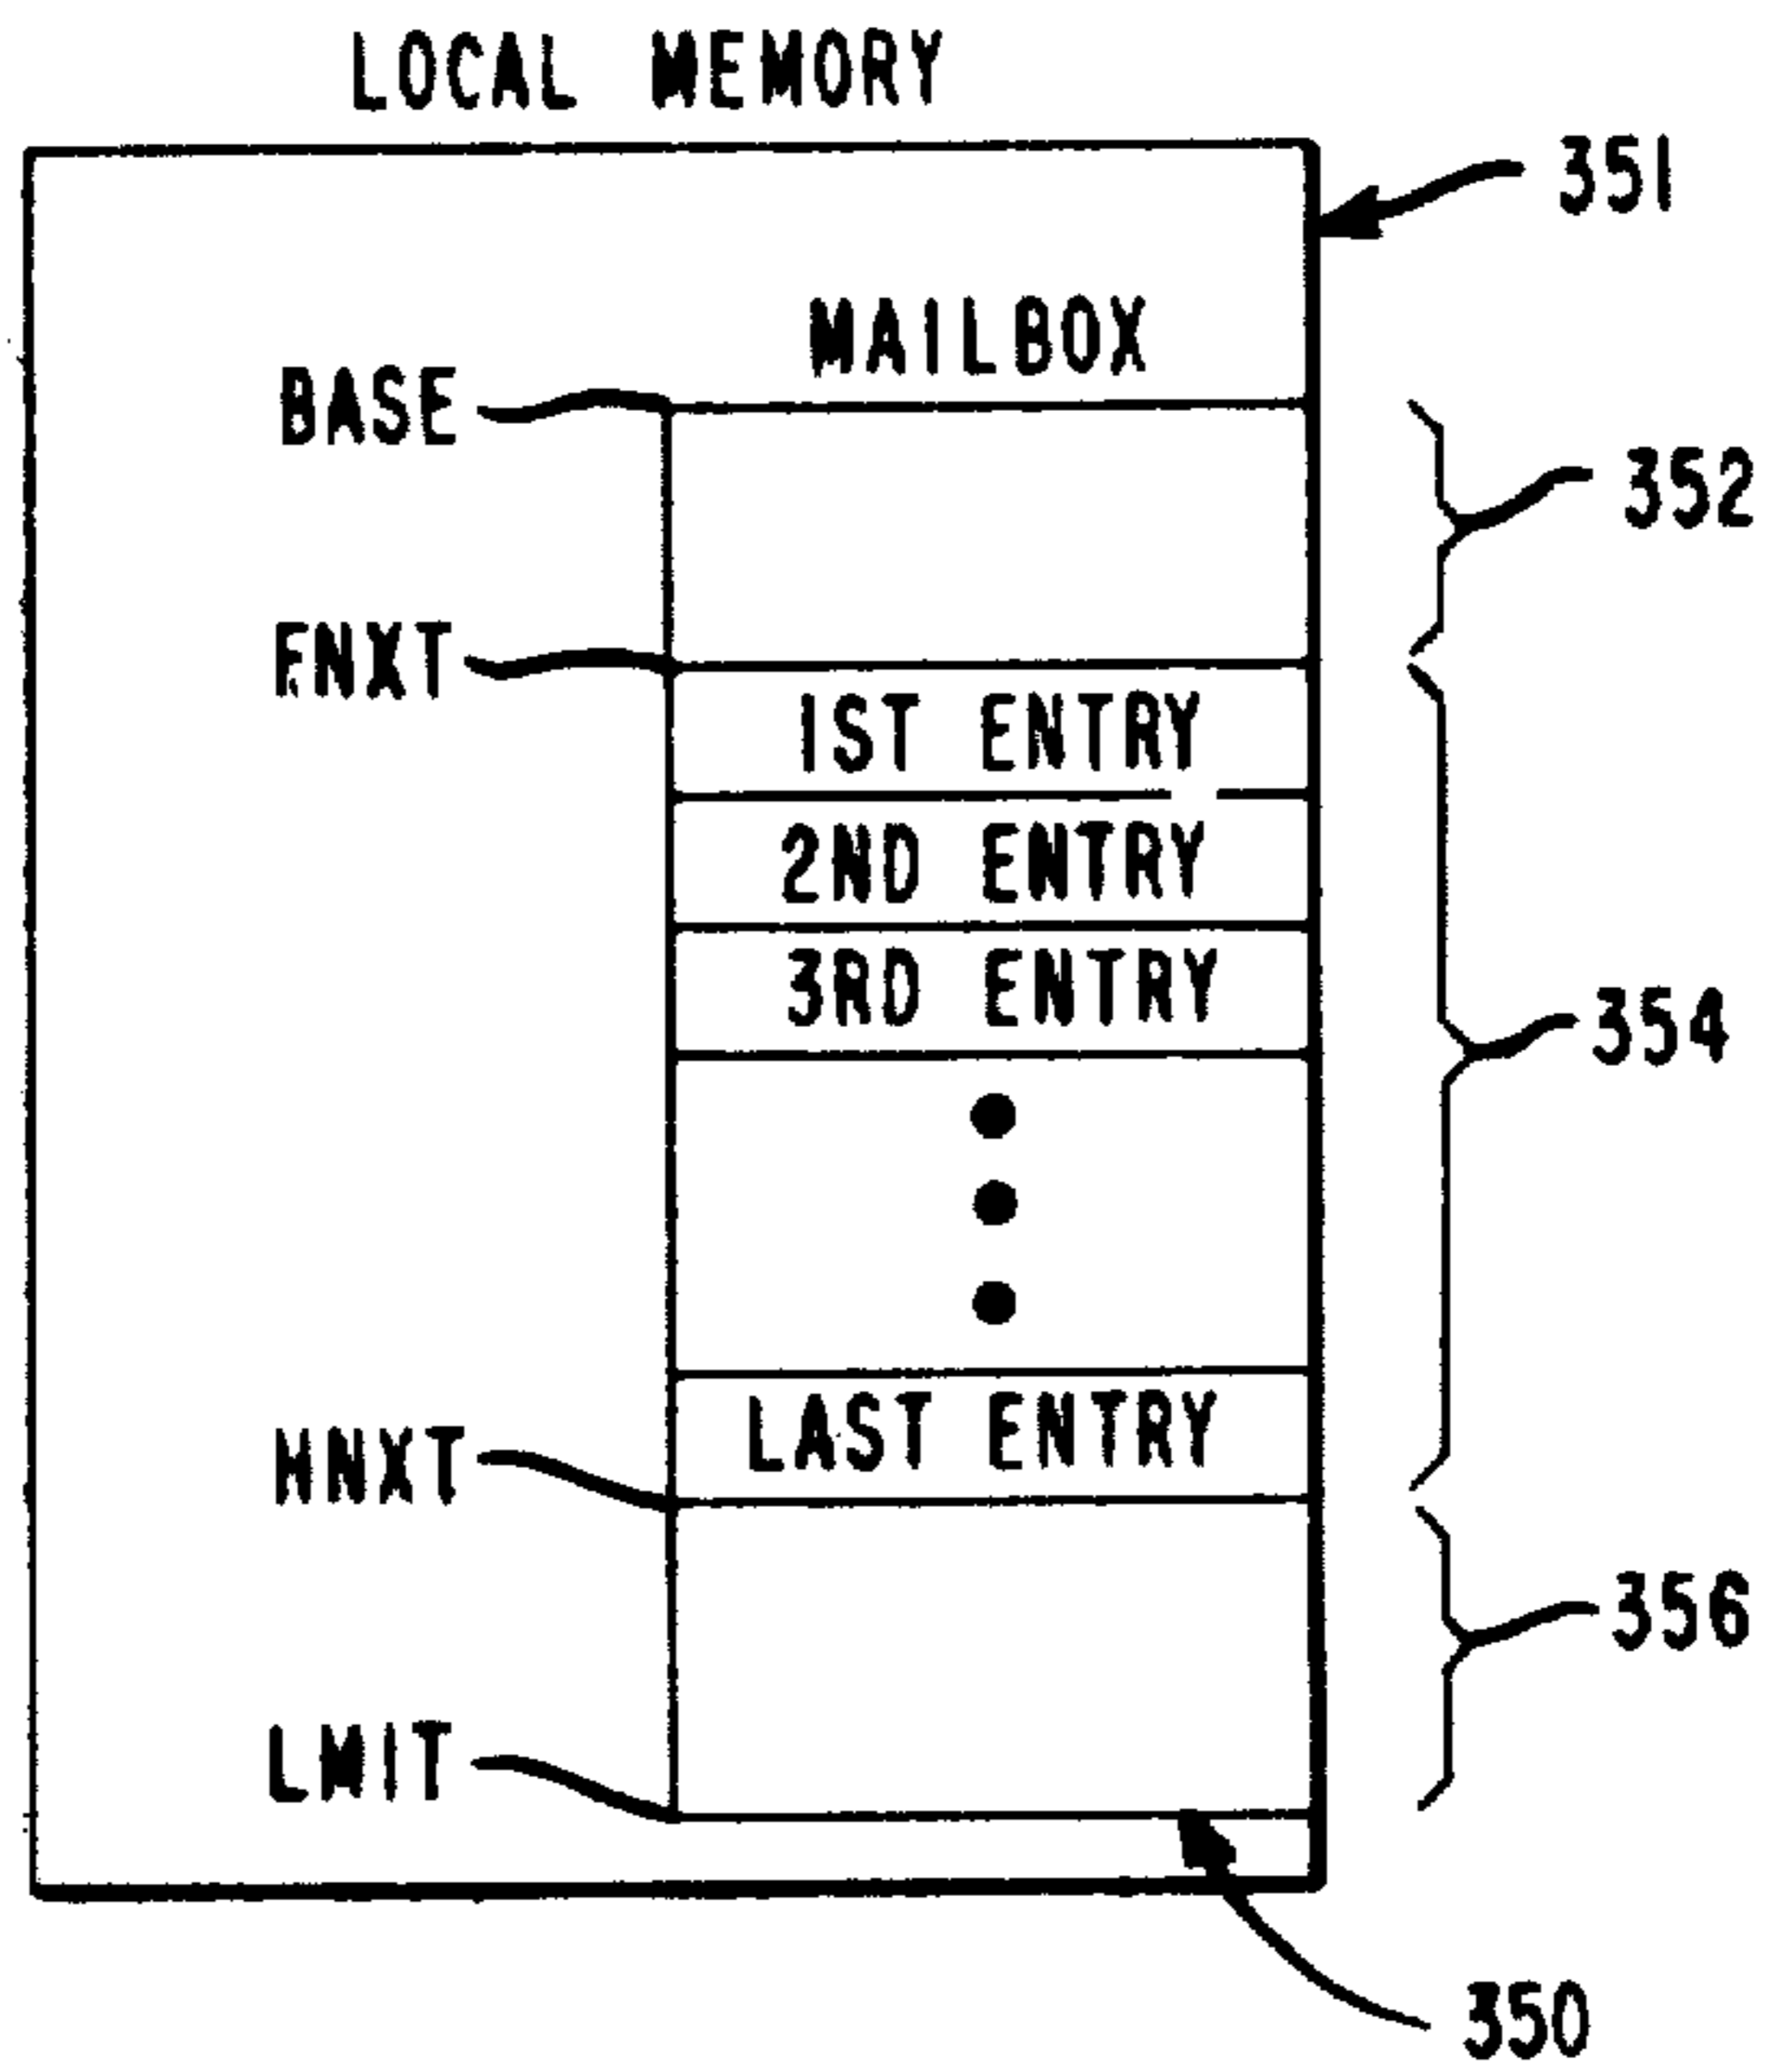 LOCAL MEMORY
351
MAILBOX
BASE
352
FNXT
1ST ENTRY
2ND ENTRY
3RD ENTRY
354
LAST ENTRY
MNXT
356
LMIT
350